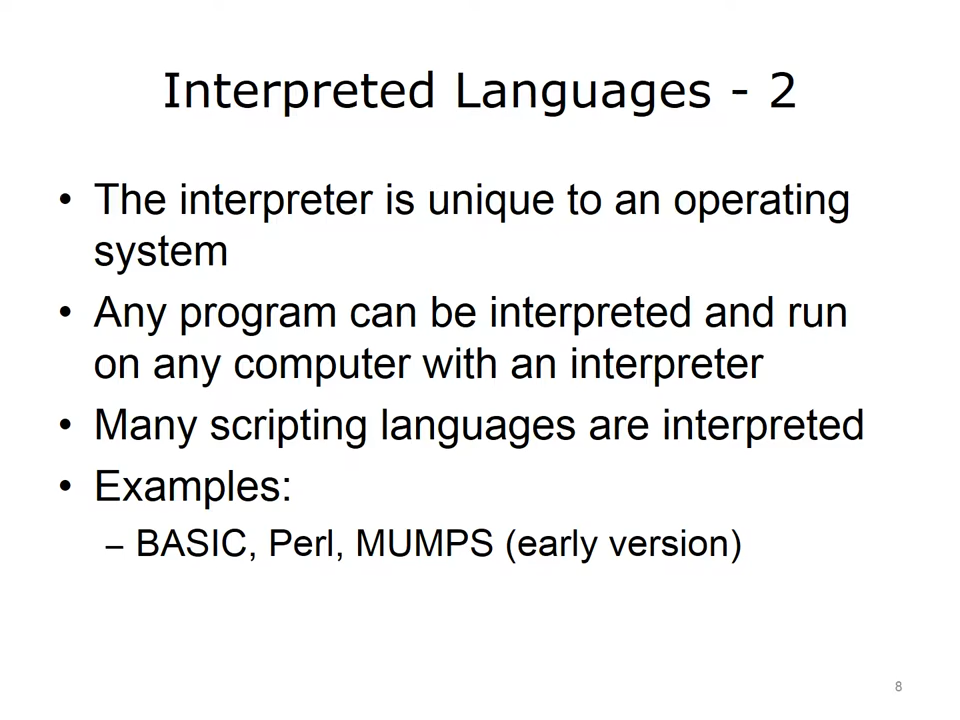 Interpreted Languages - 2
• The interpreter is unique to an operating
system
• Any program can be interpreted and run
on any computer with an interpreter
• Many scripting languages are interpreted
• Examples:
– BASIC, Perl, MUMPS (early version)
8